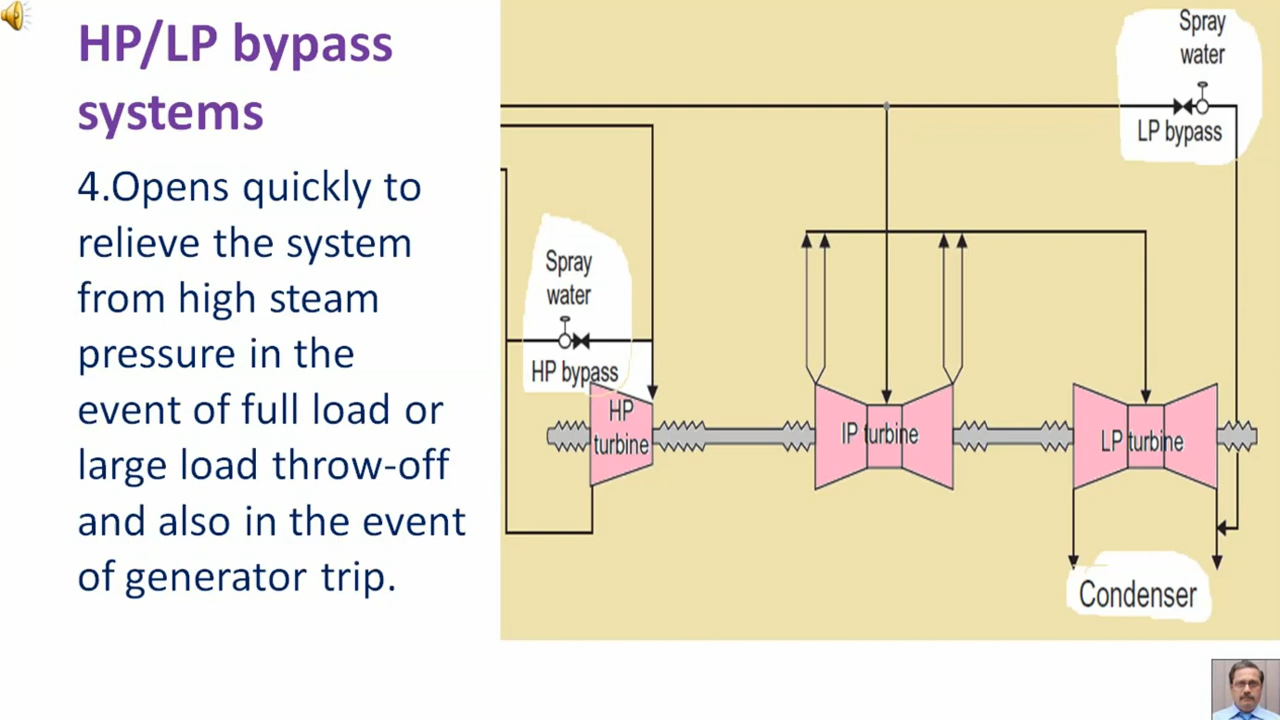 HP/LP bypass
systems
4.Opens quickly to
relieve the system
from high steam
pressure in the
event of full load or
large load throw-off
and also in the event
of generator trip.
Spray
water
LP bypass
Spray
water
HP bypass
HP
turbine
IP turbine
LP turbine
Condenser